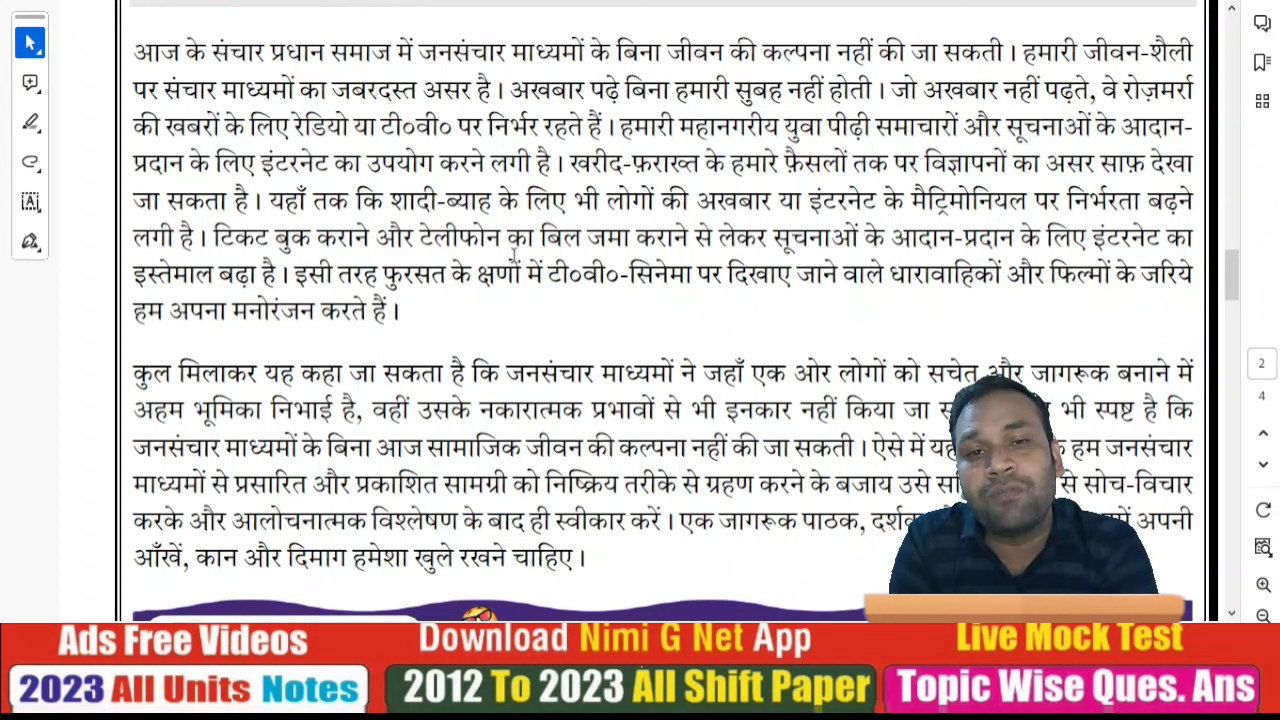 आज के संचार प्रधान समाज में जनसंचार माध्यमों के बिना जीवन की कल्पना नहीं की जा सकती। हमारी जीवन-शैली
पर संचार माध्यमों का जबरदस्त असर है। अखबार पढ़े बिना हमारी सुबह नहीं होती। जो अखबार नहीं पढ़ते, वे रोज़मर्रा
की खबरों के लिए रेडियो या टी०वी० पर निर्भर रहते हैं। हमारी महानगरीय युवा पीढ़ी समाचारों और सूचनाओं के आदान-
प्रदान के लिए इंटरनेट का उपयोग करने लगी है। खरीद-फ़राख्त के हमारे फ़ैसलों तक पर विज्ञापनों का असर साफ़ देखा
जा सकता है। यहाँ तक कि शादी-ब्याह के लिए भी लोगों की अखबार या इंटरनेट के मैट्रिमोनियल पर निर्भरता बढ़ने
लगी है। टिकट बुक कराने और टेलीफोन का बिल जमा कराने से लेकर सूचनाओं के आदान-प्रदान के लिए इंटरनेट का
इस्तेमाल बढ़ा है। इसी तरह फुरसत के क्षणों में टी०वी०-सिनेमा पर दिखाए जाने वाले धारावाहिकों और फिल्मों के जरिये
हम अपना मनोरंजन करते हैं।
कुल मिलाकर यह कहा जा सकता है कि जनसंचार माध्यमों ने जहाँ एक ओर लोगों को सचेत और जागरूक बनाने में
अहम भूमिका निभाई है, वहीं उसके नकारात्मक प्रभावों से भी इनकार नहीं किया जा भी स्पष्ट है कि
जनसंचार माध्यमों के बिना आज सामाजिक जीवन की कल्पना नहीं की जा सकती। ऐसे में हम जनसंचार
माध्यमों से प्रसारित और प्रकाशित सामग्री को निष्क्रिय तरीके से ग्रहण करने के बजाय उसे से सोच-विचार
करके और आलोचनात्मक विश्लेषण के बाद ही स्वीकार करें। एक जागरूक पाठक, अपनी
आँखें, कान और दिमाग हमेशा खुले रखने चाहिए।
2
4
Ads Free Videos Download Nimi G Net App Live Mock Test
2023 All Units Notes 2012 To 2023 All Shift Paper Topic Wise Ques. Ans